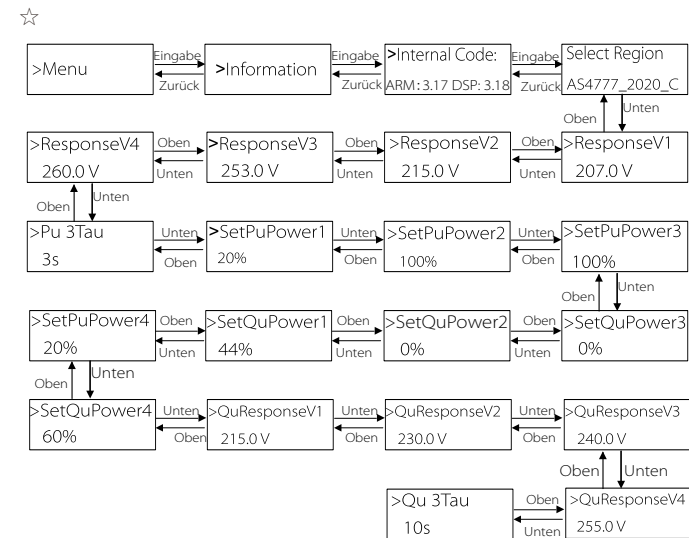 ☆
>Menu
Eingabe
Zurück
>Information
Eingabe
Zurück
>Internal Code:
ARM: 3.17 DSP: 3.18
Eingabe
Zurück
Select Region
AS4777_2020_C
Oben
Unten
>ResponseV4
260.0 V
Oben
Unten
>ResponseV3
253.0 V
Oben
Unten
>ResponseV2
215.0 V
Oben
Unten
>ResponseV1
207.0 V
Oben
Unten
>Pu 3Tau
3s
Unten
Oben
>SetPuPower1
20%
Unten
Oben
>SetPuPower2
100%
Unten
Oben
>SetPuPower3
100%
Oben
Unten
>SetPuPower4
20%
Oben
Unten
>SetQuPower1
44%
Oben
Unten
>SetQuPower2
0%
Oben
Unten
>SetQuPower3
0%
Oben
Unten
>SetQuPower4
60%
Unten
Oben
>QuResponseV1
215.0 V
Unten
Oben
>QuResponseV2
230.0 V
Unten
Oben
>QuResponseV3
240.0 V
Oben
Unten
>Qu 3Tau
10s
Oben
Unten
>QuResponseV4
255.0 V